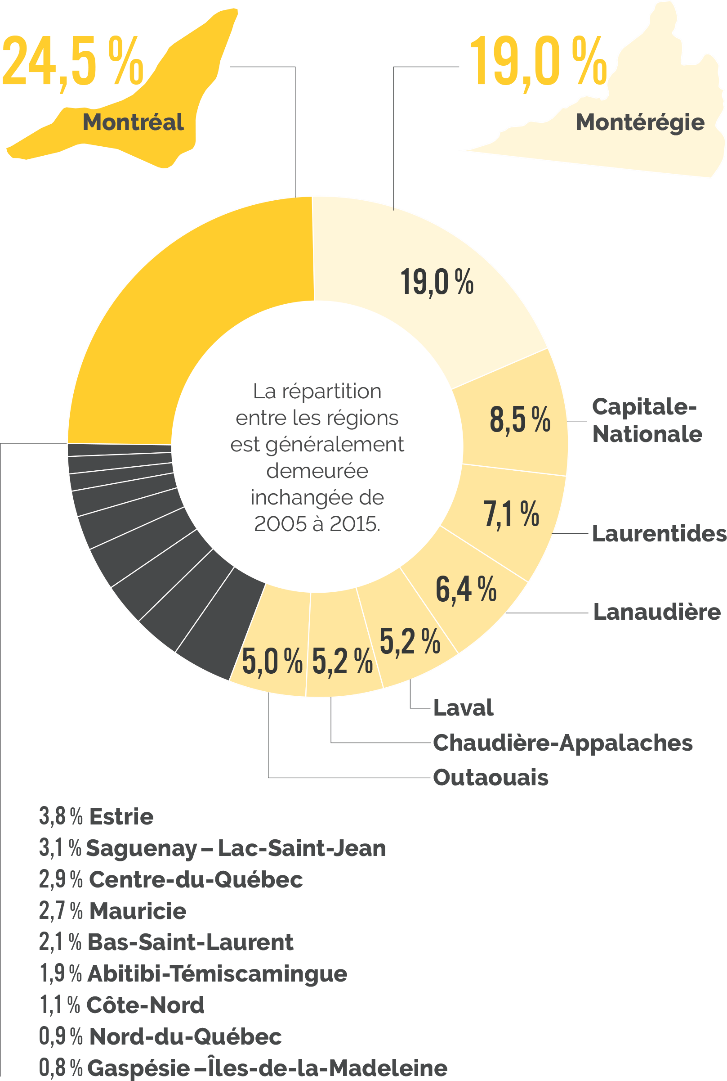 24,5 %
Montréal
19,0 %
Montérégie
19,0 %
La répartition
entre les régions
est généralement
demeurée
inchangée de
2005 à 2015.
8,5 %
Capitale-
Nationale
7,1 %
Laurentides
6,4 %
Lanaudière
5,2 %
Laval
5,2 %
Chaudière-Appalaches
5,0 %
Outaouais
3,8 % Estrie
3,1 % Saguenay – Lac-Saint-Jean
2,9 % Centre-du-Québec
2,7 % Mauricie
2,1 % Bas-Saint-Laurent
1,9 % Abitibi-Témiscamingue
1,1 % Côte-Nord
0,9 % Nord-du-Québec
0,8 % Gaspésie –Îles-de-la-Madeleine